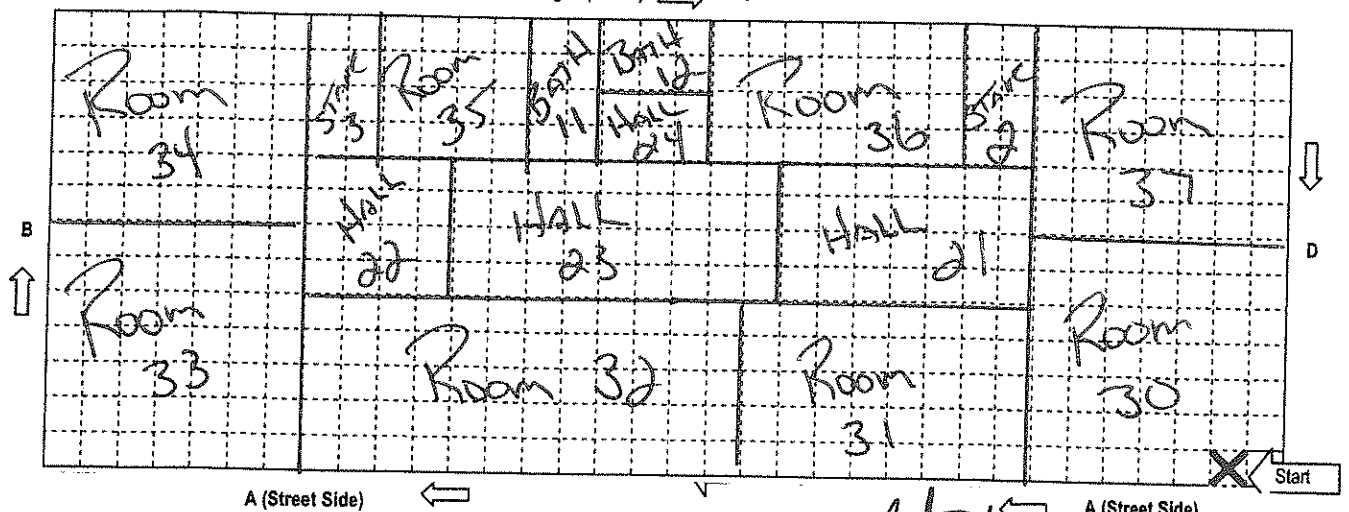 Room
34
STAIR
3
Room
35
BATH
11
BATH
12
HALL
24
Room
36
STAIR
2
Room
37
B
HALL
22
HALL
23
HALL
21
D
Room
33
Room 32
Room
31
Room
30
Start
A (Street Side)
A (Street Side)